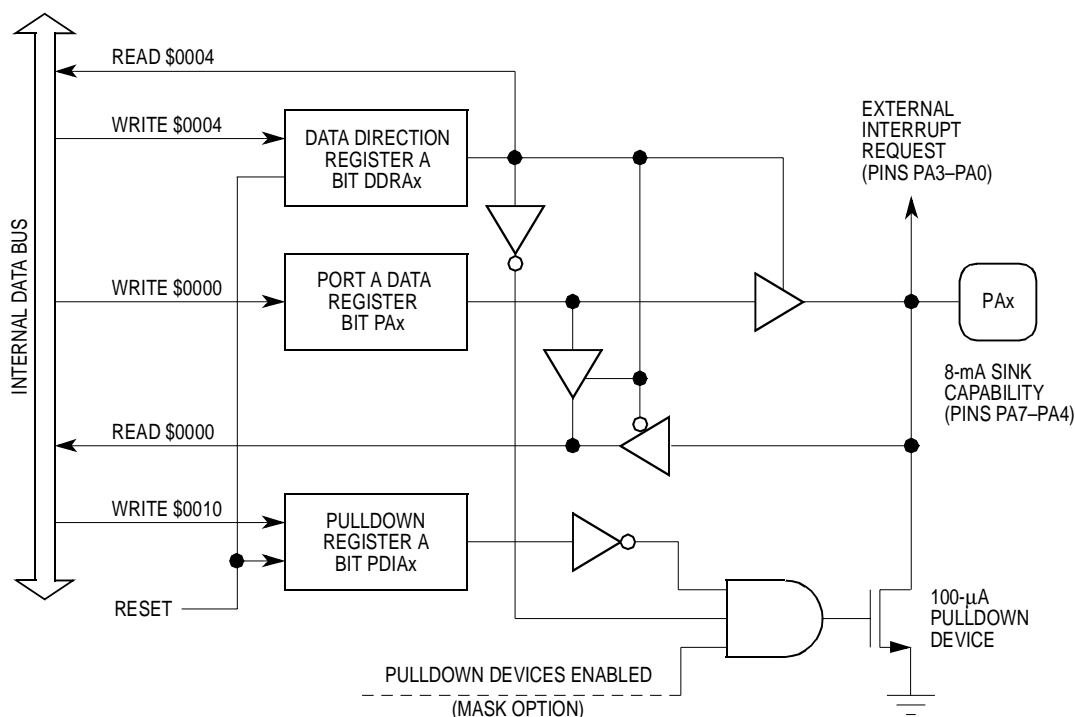 READ $0004
WRITE $0004
DATA DIRECTION
REGISTER A
BIT DDRAx
EXTERNAL
INTERRUPT
REQUEST
(PINS PA3–PA0)
INTERNAL DATA BUS
WRITE $0000
PORT A DATA
REGISTER
BIT PAx
PAx
8-mA SINK
CAPABILITY
(PINS PA7–PA4)
READ $0000
WRITE $0010
PULLDOWN
REGISTER A
BIT PDIAx
RESET
100-µA
PULLDOWN
DEVICE
PULLDOWN DEVICES ENABLED
(MASK OPTION)